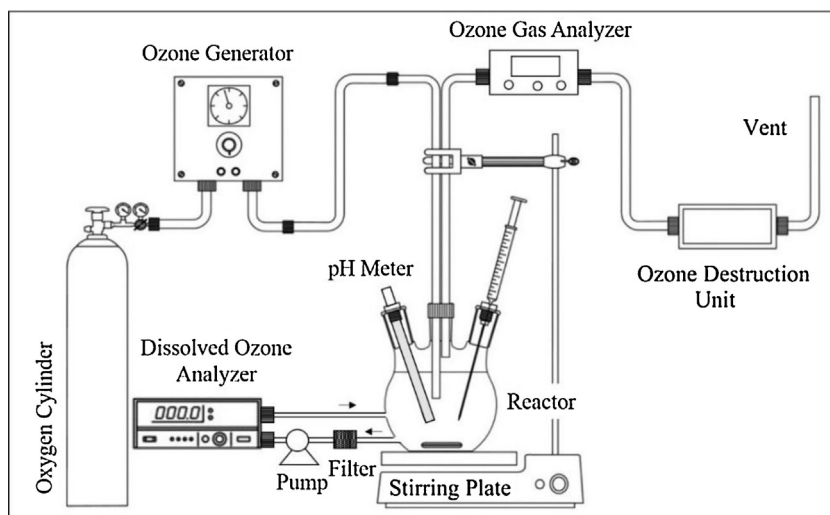 Ozone Generator
Ozone Gas Analyzer
Vent
Ozone Destruction
Unit
pH Meter
Dissolved Ozone
Analyzer
000.0
Reactor
Oxygen Cylinder
Pump
Filter
Stirring Plate